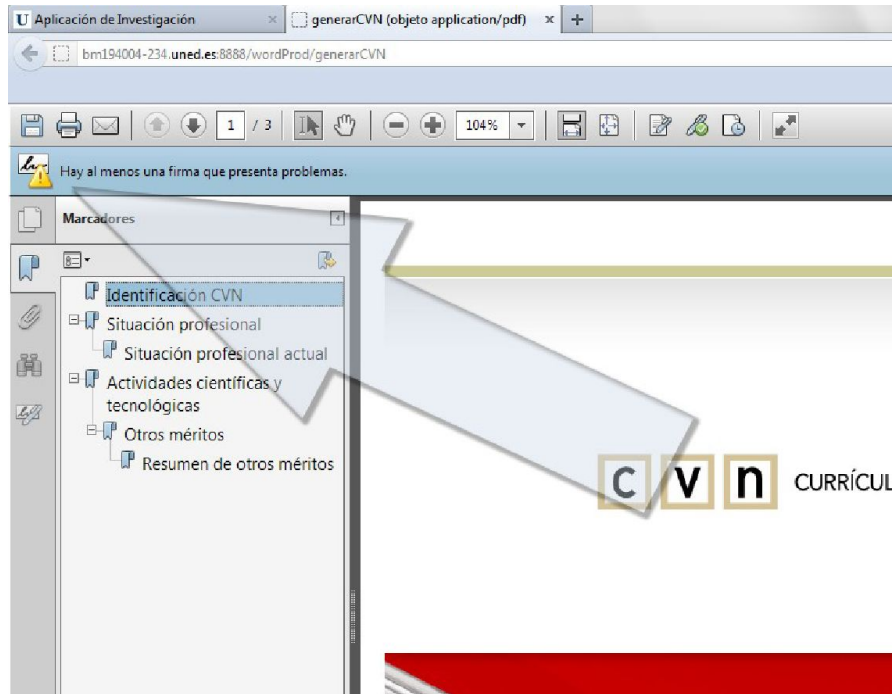 U Aplicación de Investigación
generarCVN (objeto application/pdf)
bm194004-234.uned.es:8888/wordProd/generarCVN
1 / 3
104%
Hay al menos una firma que presenta problemas.
Marcadores
Identificación CVN
Situación profesional
Situación profesional actual
Actividades científicas y
tecnológicas
Otros méritos
Resumen de otros méritos
c v n CURRÍCUL